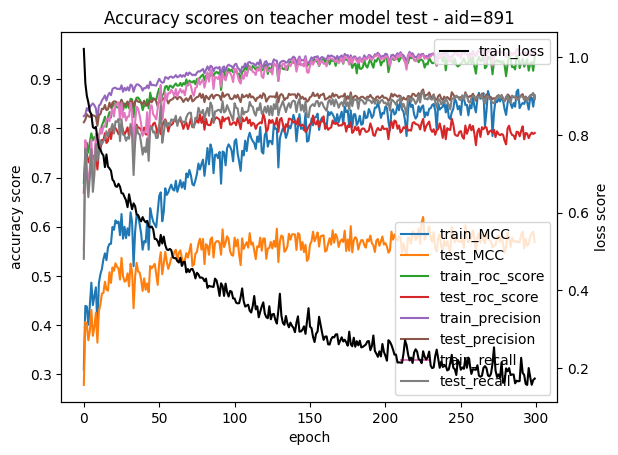 Accuracy scores on teacher model test - aid=891
train_loss
0.9
0.8
0.7
0.6
0.5
0.4
0.3
accuracy score
1.0
0.8
0.6
0.4
0.2
loss score
train_MCC
test_MCC
train_roc_score
test_roc_score
train_precision
test_precision
train_recall
test_recall
0
50
100
150
200
250
300
epoch